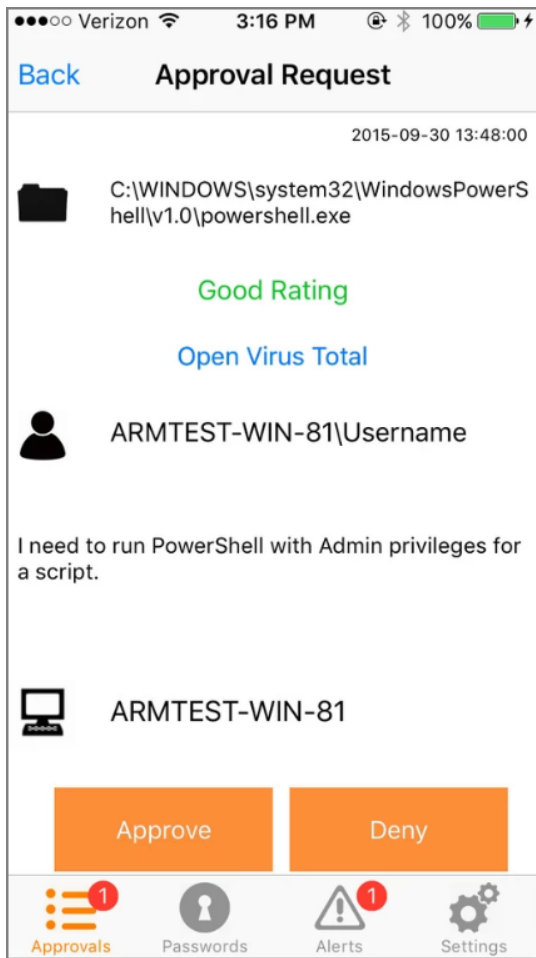 Verizon 3:16 PM 100%
Back Approval Request
2015-09-30 13:48:00
C:\WINDOWS\system32\WindowsPowerS
hell\v1.0\powershell.exe
Good Rating
Open Virus Total
ARMTEST-WIN-81\Username
I need to run PowerShell with Admin privileges for
a script.
ARMTEST-WIN-81
Approve Deny
1 1
Approvals Passwords Alerts Settings